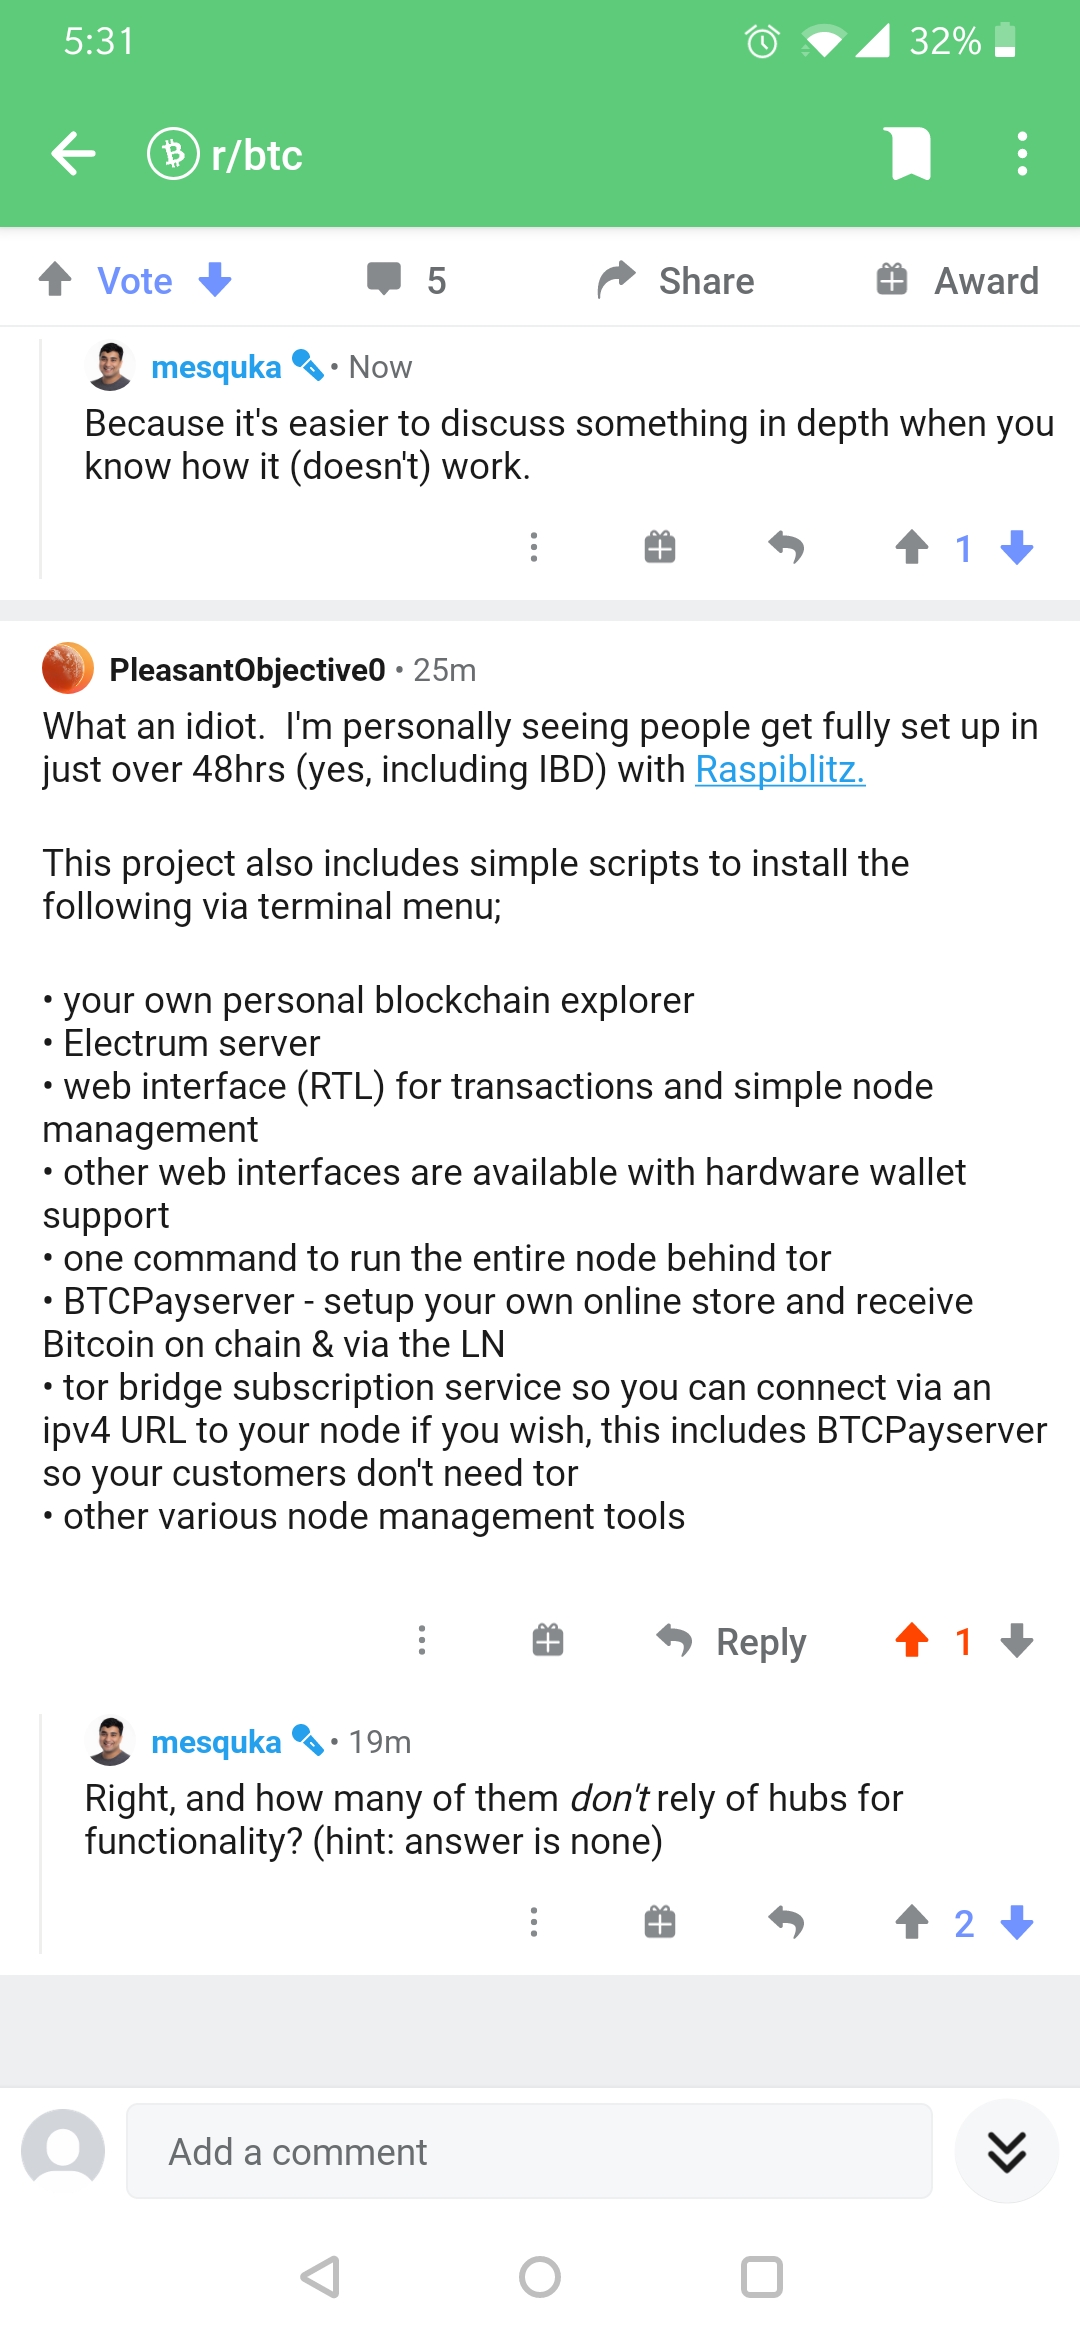 5:31
32%
r/btc
Vote
5
Share
Award
mesquka • Now
Because it's easier to discuss something in depth when you
know how it (doesn't) work.
1
PleasantObjective0 • 25m
What an idiot.  I'm personally seeing people get fully set up in
just over 48hrs (yes, including IBD) with Raspiblitz.
This project also includes simple scripts to install the
following via terminal menu;
• your own personal blockchain explorer
• Electrum server
• web interface (RTL) for transactions and simple node
management
• other web interfaces are available with hardware wallet
support
• one command to run the entire node behind tor
• BTCPayserver - setup your own online store and receive
Bitcoin on chain & via the LN
• tor bridge subscription service so you can connect via an
ipv4 URL to your node if you wish, this includes BTCPayserver
so your customers don't need tor
• other various node management tools
Reply
1
mesquka • 19m
Right, and how many of them don't rely of hubs for
functionality? (hint: answer is none)
2
Add a comment